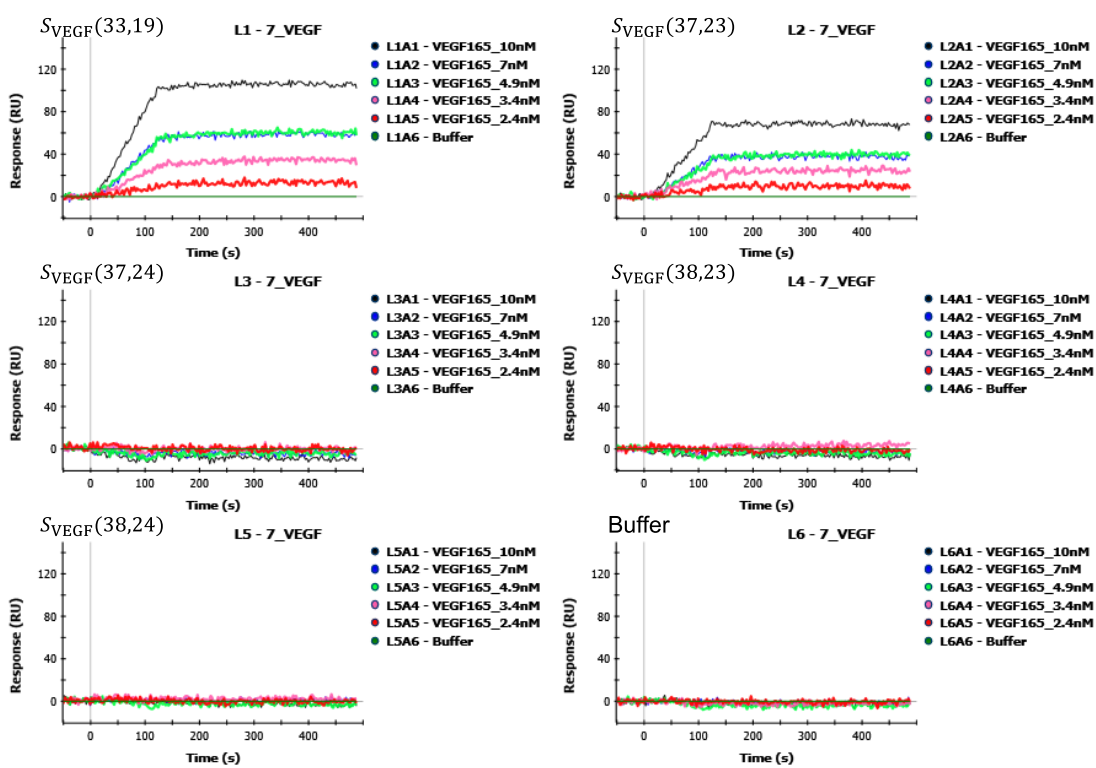 S_VEGF(33,19)
L1 - 7_VEGF
Response (RU)
120
80
40
0
0 100 200 300 400
Time (s)
L1A1 - VEGF165_10nM
L1A2 - VEGF165_7nM
L1A3 - VEGF165_4.9nM
L1A4 - VEGF165_3.4nM
L1A5 - VEGF165_2.4nM
L1A6 - Buffer
S_VEGF(37,23)
L2 - 7_VEGF
Response (RU)
120
80
40
0
0 100 200 300 400
Time (s)
L2A1 - VEGF165_10nM
L2A2 - VEGF165_7nM
L2A3 - VEGF165_4.9nM
L2A4 - VEGF165_3.4nM
L2A5 - VEGF165_2.4nM
L2A6 - Buffer
S_VEGF(37,24)
L3 - 7_VEGF
Response (RU)
120
80
40
0
0 100 200 300 400
Time (s)
L3A1 - VEGF165_10nM
L3A2 - VEGF165_7nM
L3A3 - VEGF165_4.9nM
L3A4 - VEGF165_3.4nM
L3A5 - VEGF165_2.4nM
L3A6 - Buffer
S_VEGF(38,23)
L4 - 7_VEGF
Response (RU)
120
80
40
0
0 100 200 300 400
Time (s)
L4A1 - VEGF165_10nM
L4A2 - VEGF165_7nM
L4A3 - VEGF165_4.9nM
L4A4 - VEGF165_3.4nM
L4A5 - VEGF165_2.4nM
L4A6 - Buffer
S_VEGF(38,24)
L5 - 7_VEGF
Response (RU)
120
80
40
0
0 100 200 300 400
Time (s)
L5A1 - VEGF165_10nM
L5A2 - VEGF165_7nM
L5A3 - VEGF165_4.9nM
L5A4 - VEGF165_3.4nM
L5A5 - VEGF165_2.4nM
L5A6 - Buffer
Buffer
L6 - 7_VEGF
Response (RU)
120
80
40
0
0 100 200 300 400
Time (s)
L6A1 - VEGF165_10nM
L6A2 - VEGF165_7nM
L6A3 - VEGF165_4.9nM
L6A4 - VEGF165_3.4nM
L6A5 - VEGF165_2.4nM
L6A6 - Buffer